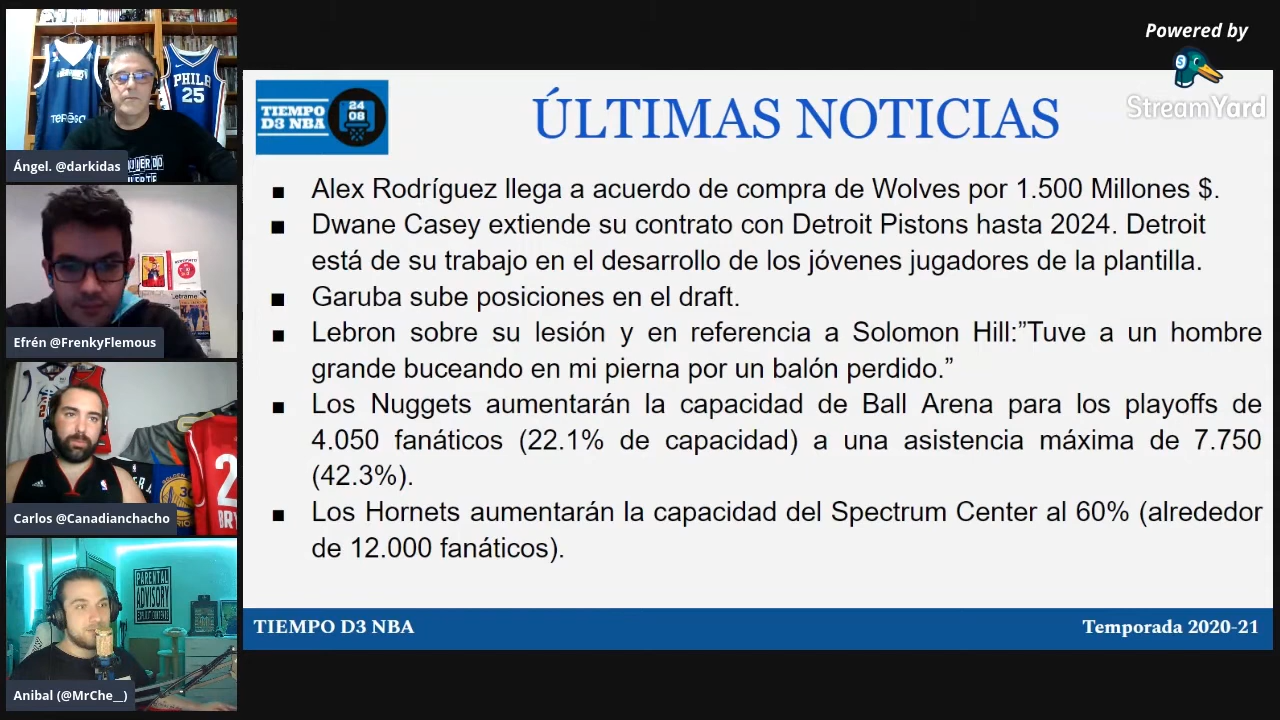 Powered by
StreamYard
PHILA
25
TERÉSC
Ángel. @darkidas
TIEMPO
D3 NBA
24
08
ÚLTIMAS NOTICIAS
▪ Alex Rodríguez llega a acuerdo de compra de Wolves por 1.500 Millones $.
▪ Dwane Casey extiende su contrato con Detroit Pistons hasta 2024. Detroit
está de su trabajo en el desarrollo de los jóvenes jugadores de la plantilla.
▪ Garuba sube posiciones en el draft.
▪ Lebron sobre su lesión y en referencia a Solomon Hill:”Tuve a un hombre
grande buceando en mi pierna por un balón perdido.”
▪ Los Nuggets aumentarán la capacidad de Ball Arena para los playoffs de
4.050 fanáticos (22.1% de capacidad) a una asistencia máxima de 7.750
(42.3%).
▪ Los Hornets aumentarán la capacidad del Spectrum Center al 60% (alrededor
de 12.000 fanáticos).
Efrén @FrenkyFlemous
Carlos @Canadianchacho
PARENTAL
ADVISORY
EXPLICIT CONTENT
Anibal (@MrChe__)
TIEMPO D3 NBA
Temporada 2020-21